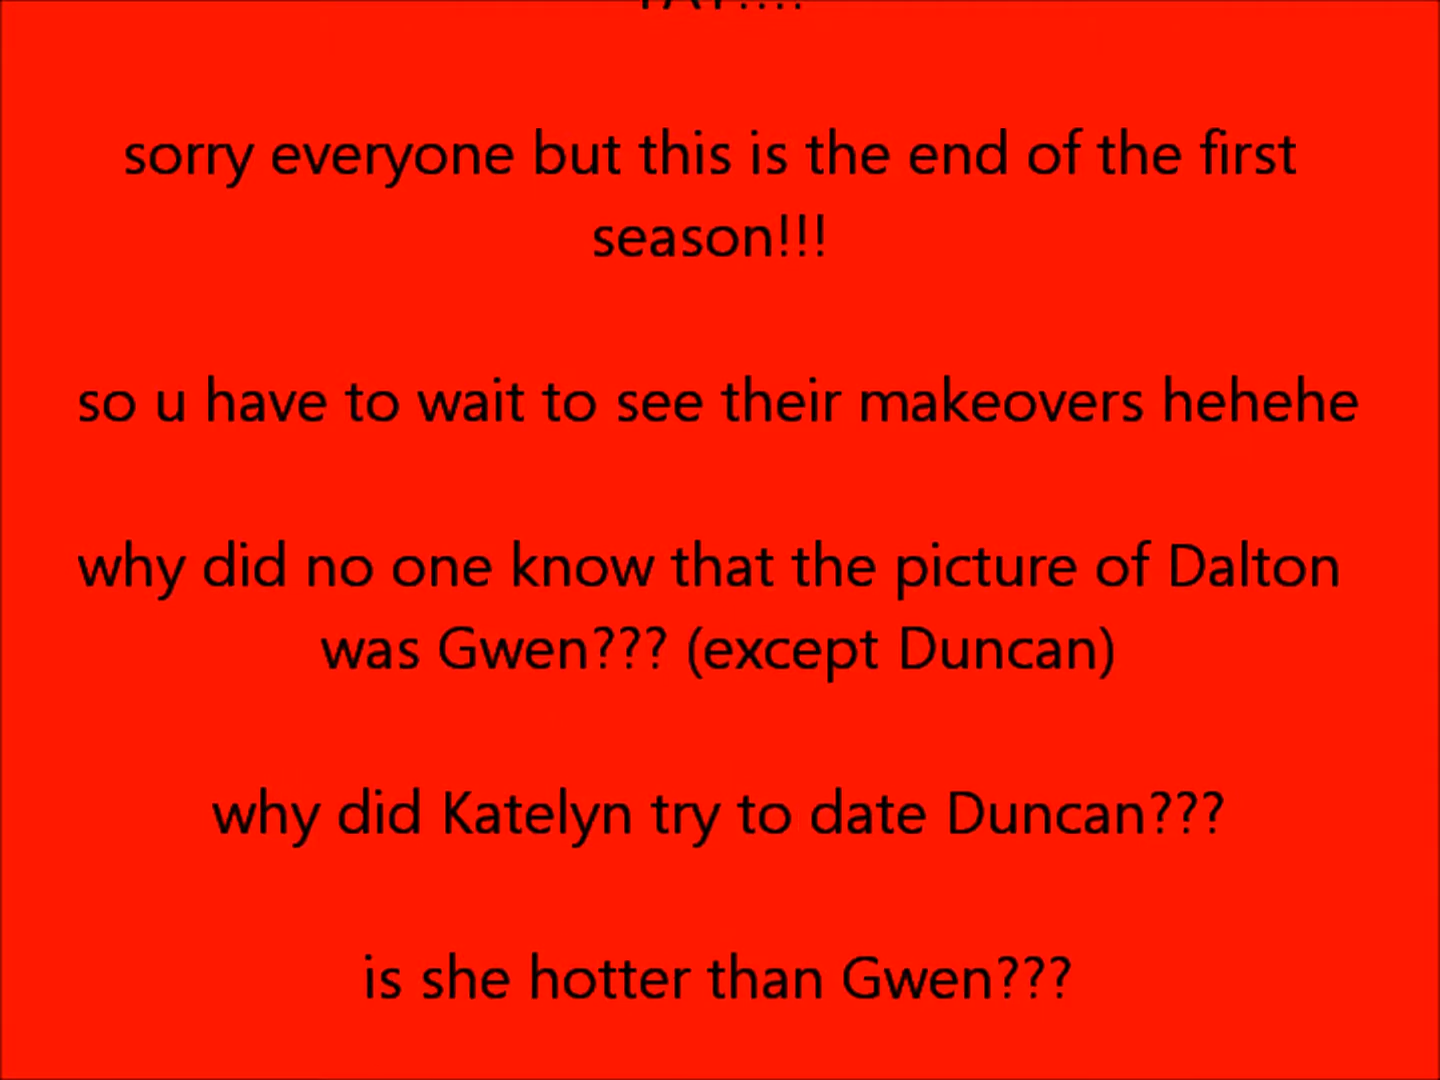 sorry everyone but this is the end of the first
season!!!
so u have to wait to see their makeovers hehehe
why did no one know that the picture of Dalton
was Gwen??? (except Duncan)
why did Katelyn try to date Duncan???
is she hotter than Gwen???